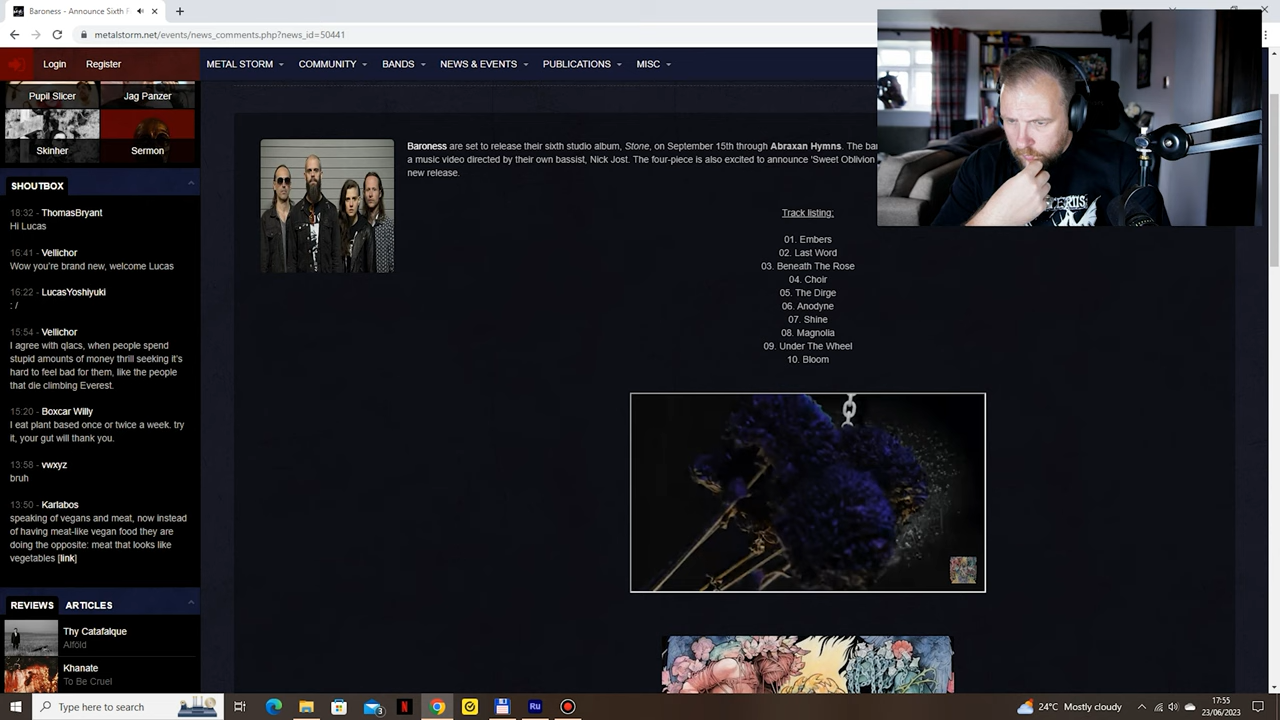 Baroness - Announce Sixth F
metalstorm.net/events/news_comments.php?news_id=50441
Login Register
METAL STORM COMMUNITY BANDS NEWS & EVENTS PUBLICATIONS MISC
Pupil Slicer Jag Panzer
Skinher Sermon
SHOUTBOX
18:32 - ThomasBryant
Hi Lucas
16:41 - Vellichor
Wow you're brand new, welcome Lucas
16:22 - LucasYoshiyuki
: /
15:54 - Vellichor
I agree with qlacs, when people spend
stupid amounts of money thrill seeking it's
hard to feel bad for them, like the people
that die climbing Everest.
15:20 - Boxcar Willy
I eat plant based once or twice a week. try
it, your gut will thank you.
13:58 - vwxyz
bruh
13:50 - Karlabos
speaking of vegans and meat, now instead
of having meat-like vegan food they are
doing the opposite: meat that looks like
vegetables [link]
REVIEWS ARTICLES
Thy Catafalque
Alföld
Khanate
To Be Cruel
Baroness are set to release their sixth studio album, Stone, on September 15th through Abraxan Hymns. The bar
a music video directed by their own bassist, Nick Jost. The four-piece is also excited to announce 'Sweet Oblivion
new release.
Track listing:
01. Embers
02. Last Word
03. Beneath The Rose
04. Choir
05. The Dirge
06. Anodyne
07. Shine
08. Magnolia
09. Under The Wheel
10. Bloom
Type here to search
3
N
Ru
24°C Mostly cloudy
17:55
23/06/2023